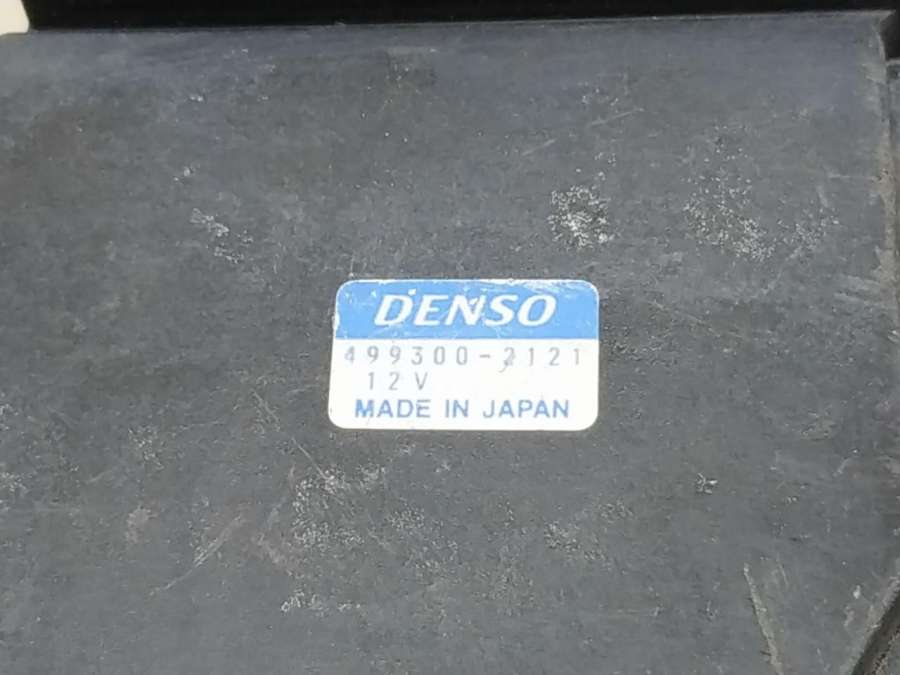 DENSO
499300-2121
12V
MADE IN JAPAN